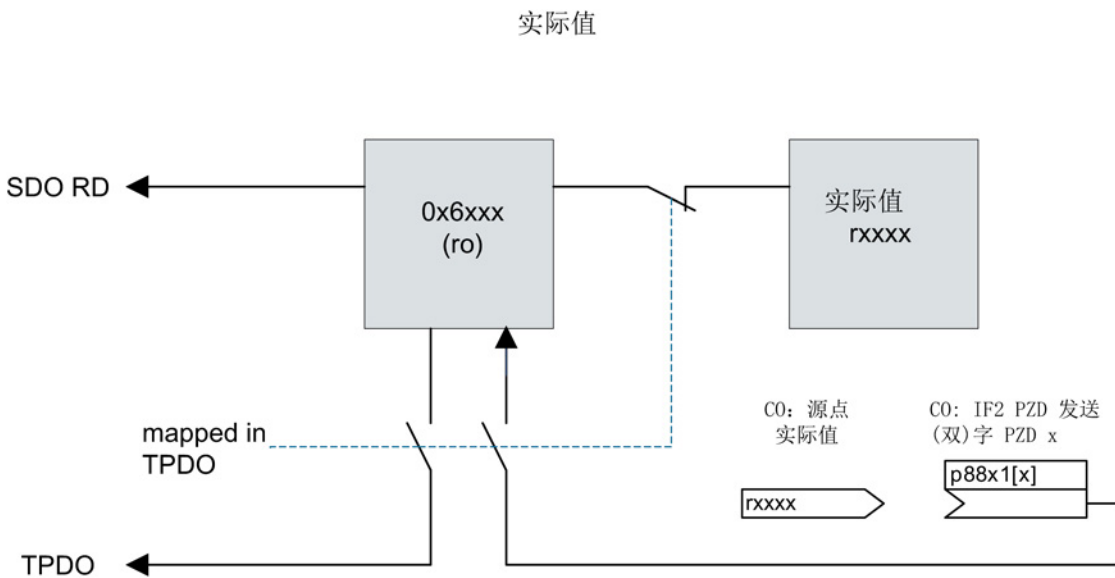 实际值
SDO RD
0x6xxx
(ro)
实际值
rxxxx
mapped in
TPDO
CO: 源点
实际值
CO: IF2 PZD 发送
(双)字 PZD x
p88x1[x]
rxxxx
TPDO